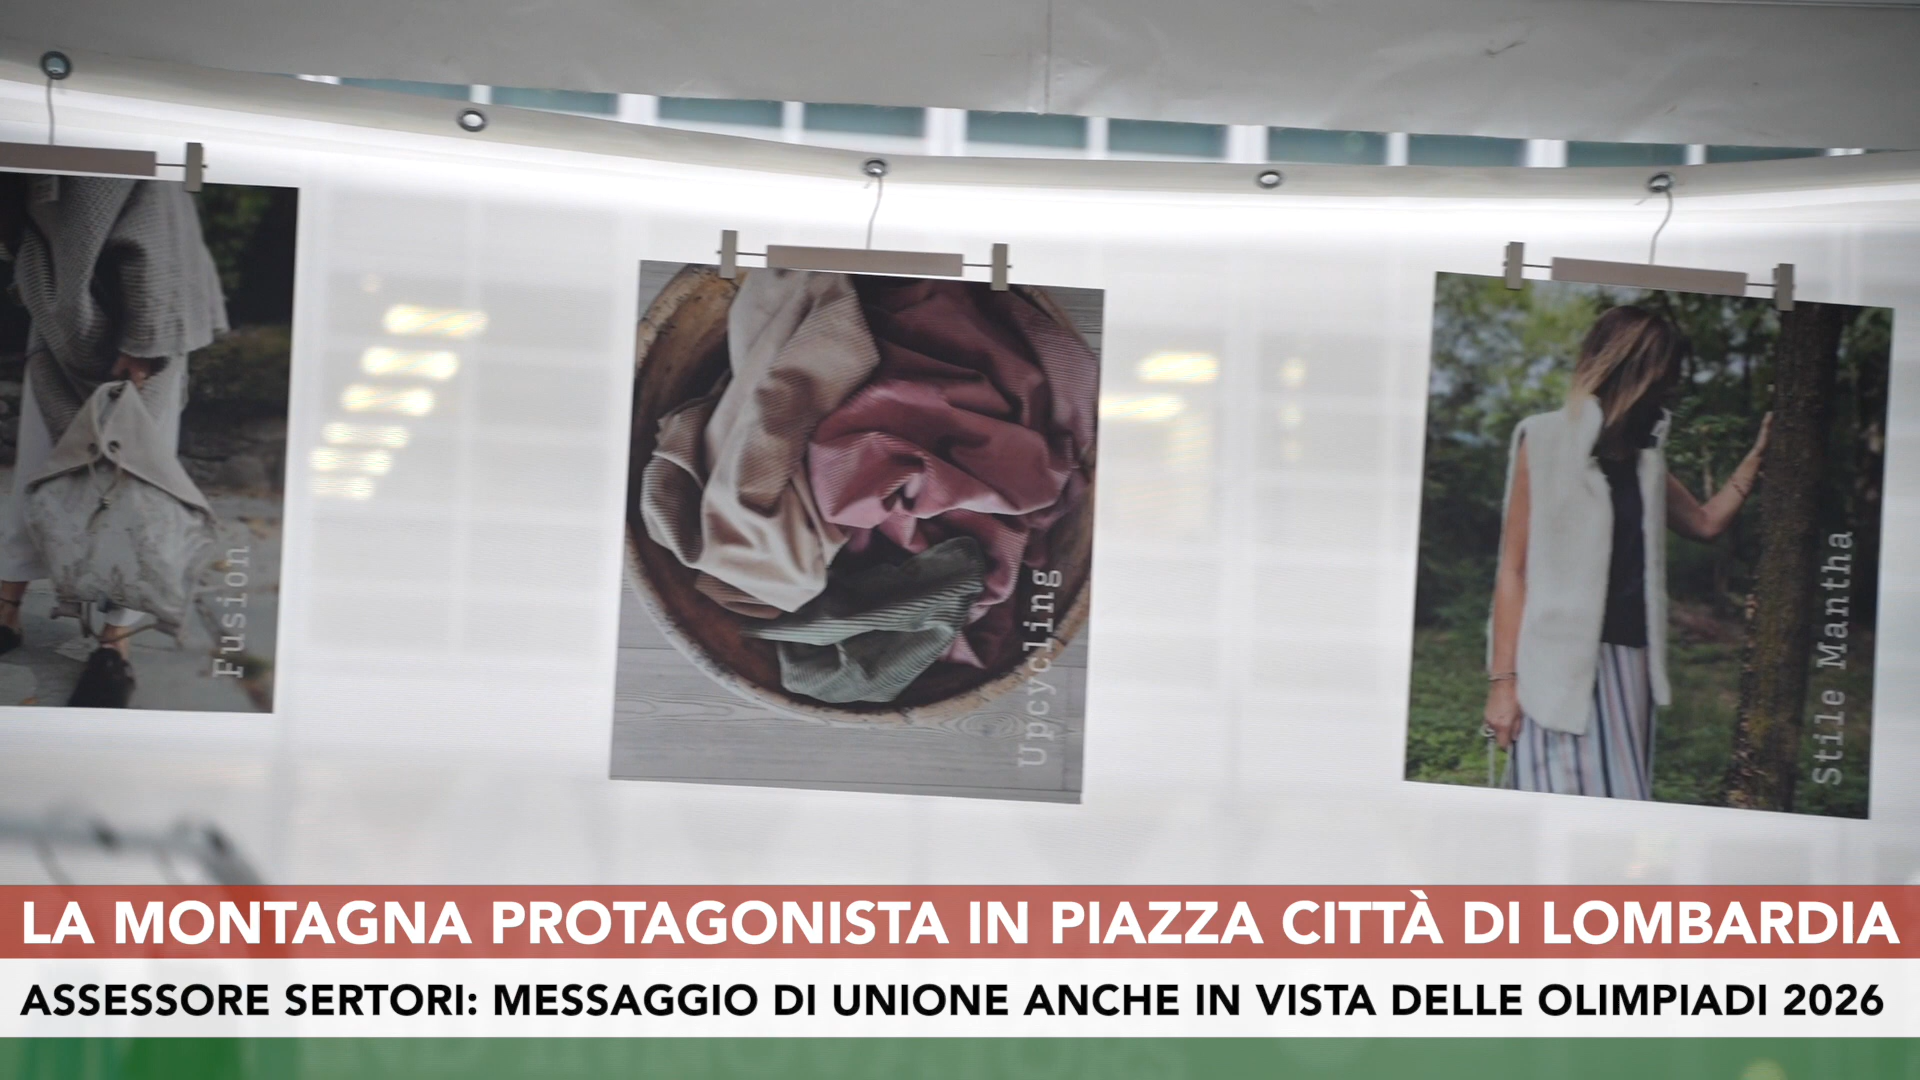 Fusion
Upcycling
Stile Mantha
LA MONTAGNA PROTAGONISTA IN PIAZZA CITTÀ DI LOMBARDIA
ASSESSORE SERTORI: MESSAGGIO DI UNIONE ANCHE IN VISTA DELLE OLIMPIADI 2026